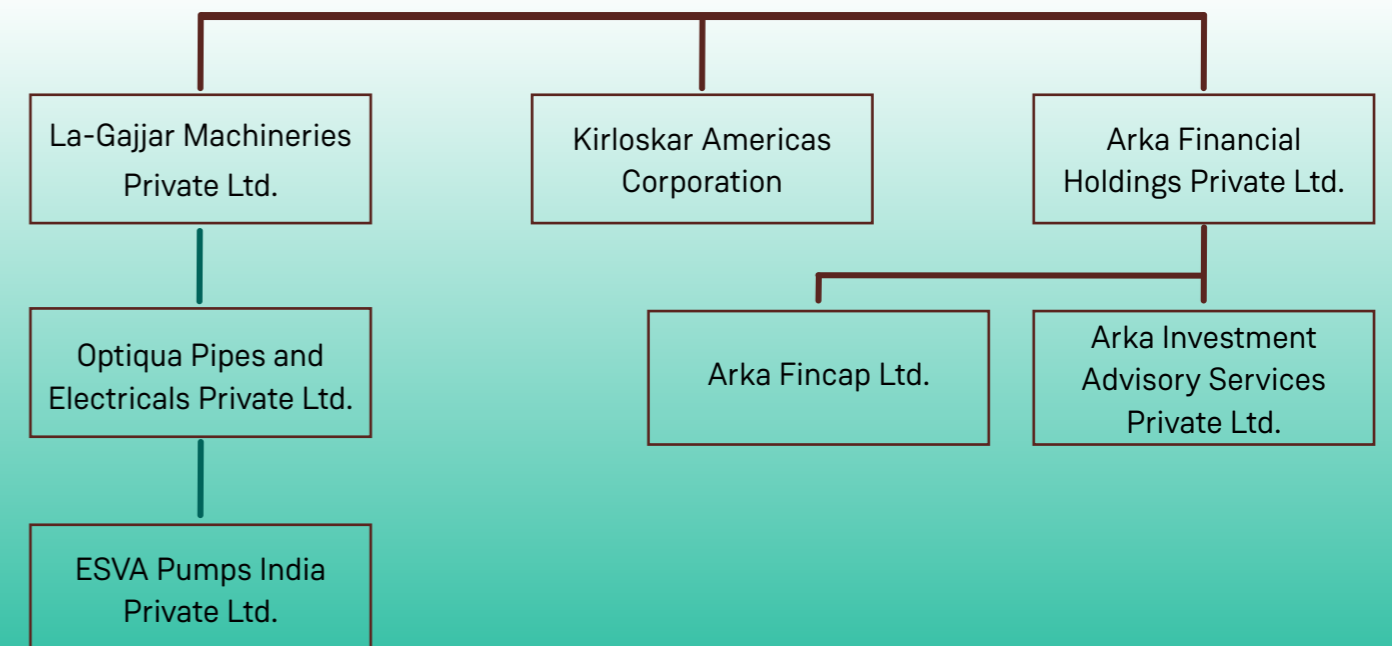 La-Gajjar Machineries
Private Ltd.
Kirloskar Americas
Corporation
Arka Financial
Holdings Private Ltd.
Optiqua Pipes and
Electricals Private Ltd.
Arka Fincap Ltd.
Arka Investment
Advisory Services
Private Ltd.
ESVA Pumps India
Private Ltd.